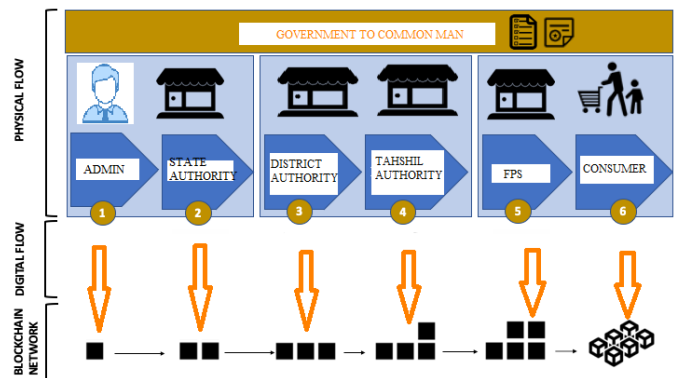 GOVERNMENT TO COMMON MAN
PHYSICAL FLOW
ADMIN
STATE
AUTHORITY
DISTRICT
AUTHORITY
TAHSHIL
AUTHORITY
FPS
CONSUMER
1
2
3
4
5
6
DIGITAL FLOW
BLOCKCHAIN
NETWORK